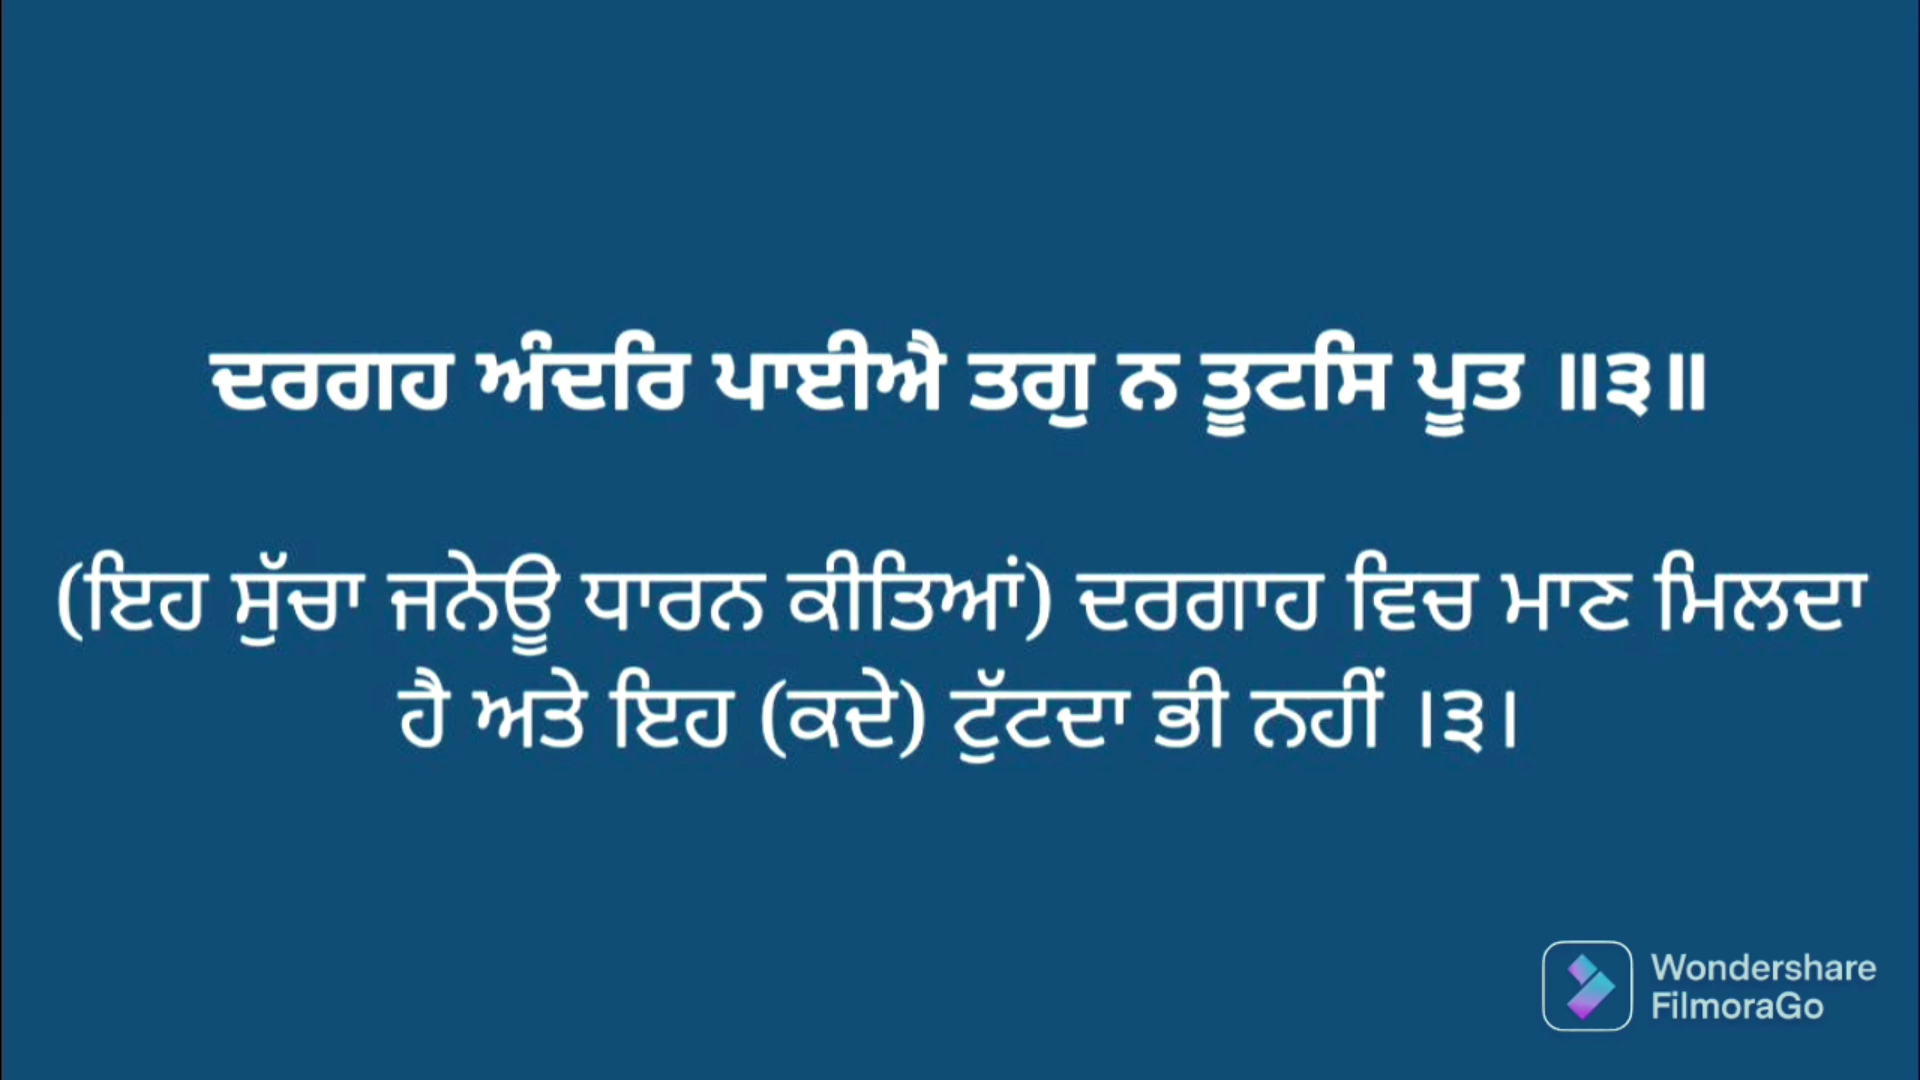 ਦਰਗਹ ਅੰਦਰਿ ਪਾਈਐ ਤਗੁ ਨ ਤੂਟਸਿ ਪੂਤ ॥੩॥
(ਇਹ ਸੁੱਚਾ ਜਨੇਊ ਧਾਰਨ ਕੀਤਿਆਂ) ਦਰਗਾਹ ਵਿਚ ਮਾਣ ਮਿਲਦਾ
ਹੈ ਅਤੇ ਇਹ (ਕਦੇ) ਟੁੱਟਦਾ ਭੀ ਨਹੀਂ ।੩।
Wondershare
FilmoraGo